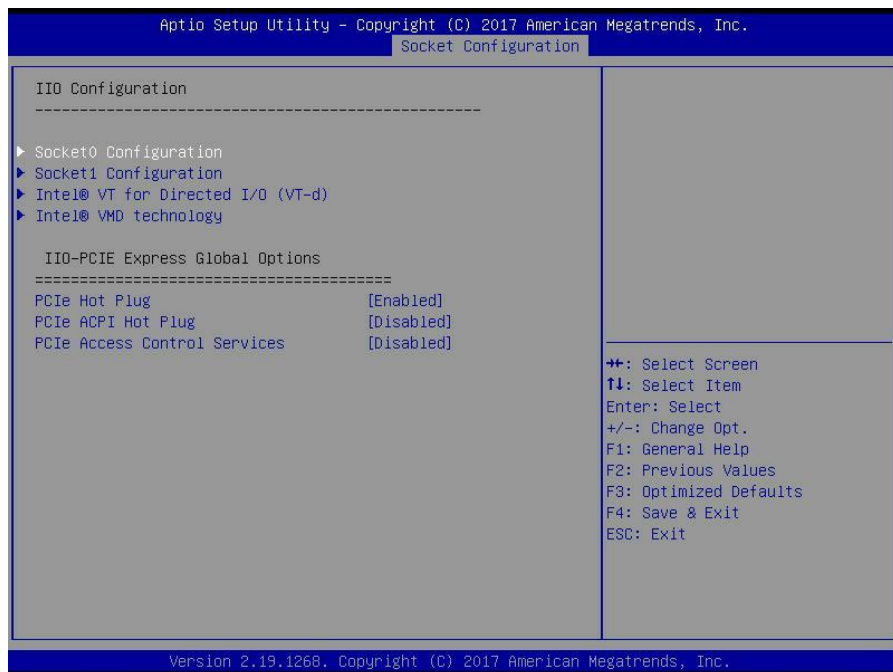 Aptio Setup Utility – Copyright (C) 2017 American Megatrends, Inc.
Socket Configuration
IIO Configuration
--------------------------------------------------
Socket0 Configuration
Socket1 Configuration
Intel® VT for Directed I/O (VT-d)
Intel® VMD technology
IIO-PCIE Express Global Options
========================================
PCIe Hot Plug [Enabled]
PCIe ACPI Hot Plug [Disabled]
PCIe Access Control Services [Disabled]
→←: Select Screen
↑↓: Select Item
Enter: Select
+/-: Change Opt.
F1: General Help
F2: Previous Values
F3: Optimized Defaults
F4: Save & Exit
ESC: Exit
Version 2.19.1268. Copyright (C) 2017 American Megatrends, Inc.